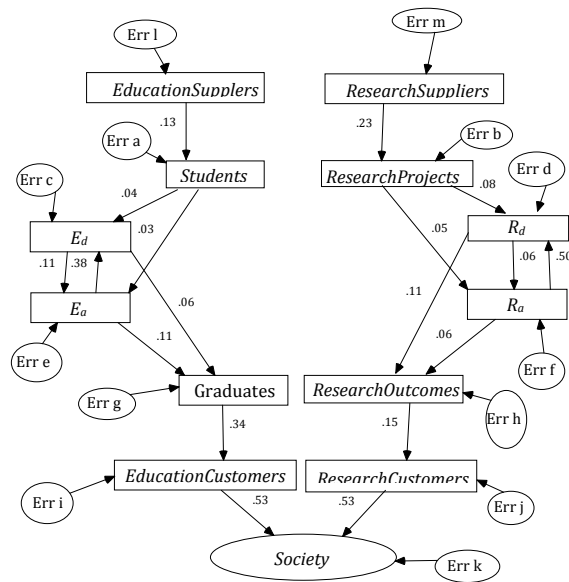 Err l
Err m
EducationSupplers
ResearchSuppliers
.13
.23
Err a
Err b
Students
ResearchProjects
Err c
Err d
.04
.08
.03
.05
Ed
Rd
.11
.38
.06
.50
Ea
Ra
.06
.11
.11
.06
Err e
Err f
Graduates
ResearchOutcomes
Err g
Err h
.34
.15
EducationCustomers
ResearchCustomers
Err i
Err j
.53
.53
Society
Err k